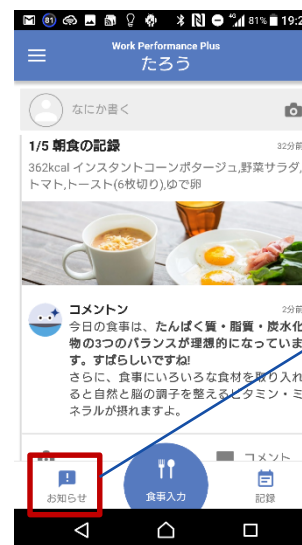 81
4G
81%
19:2
Work Performance Plus
たろう
なにか書く
1/5 朝食の記録
32分前
362kcal インスタントコーンポタージュ,野菜サラダ,
トマト,トースト(6枚切り),ゆで卵
コメントン
2分前
今日の食事は、たんぱく質・脂質・炭水化
物の3つのバランスが理想的になっていま
す。すばらしいですね!
さらに、食事にいろいろな食材を取り入れ
ると自然と脳の調子を整えるビタミン・ミ
ネラルが摂れますよ。
コメント
お知らせ
食事入力
記録